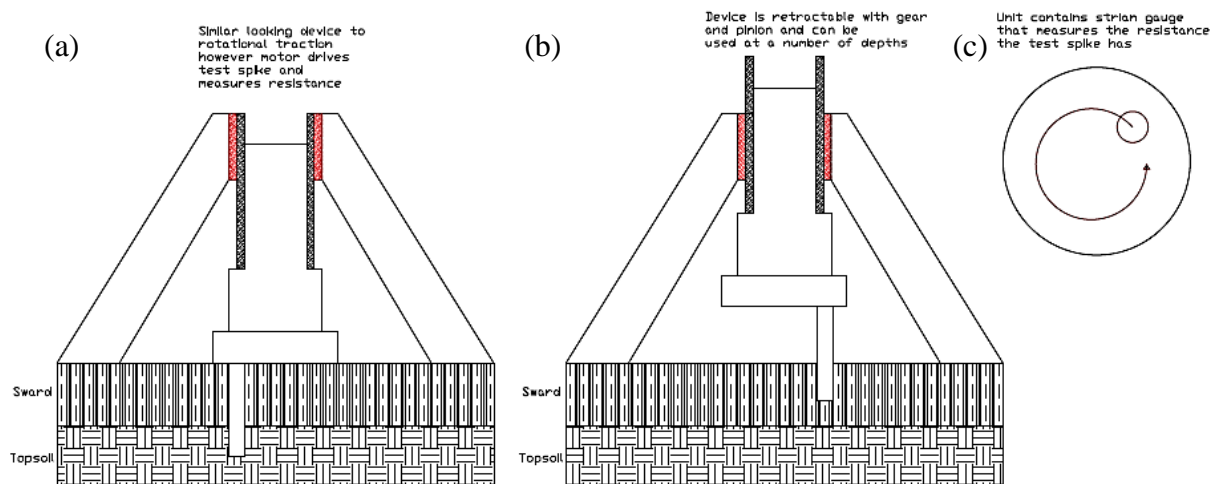 (a)
Similar looking device to
rotational traction
however motor drives
test spike and
measures resistance
Sward
Topsoil
(b)
Device is retractable with gear
and pinion and can be
used at a number of depths
Sward
Topsoil
(c)
Unit contains strian gauge
that measures the resistance
the test spike has